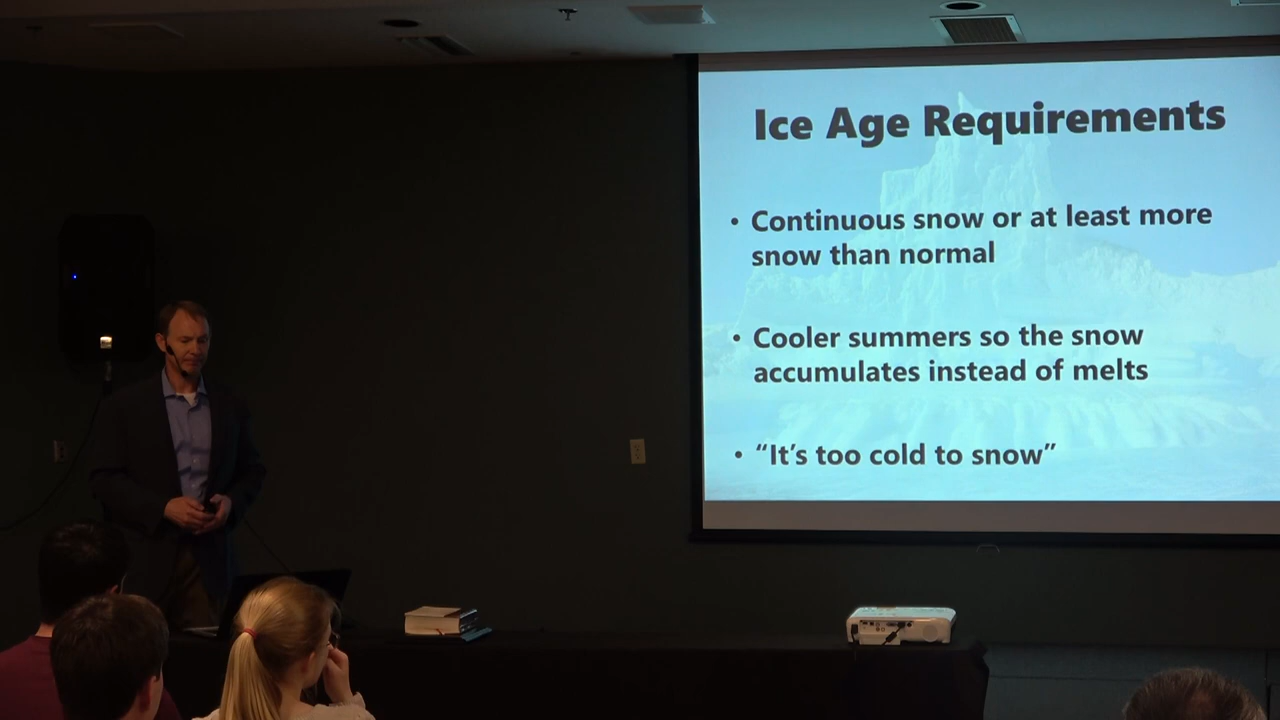 Ice Age Requirements
• Continuous snow or at least more
snow than normal
• Cooler summers so the snow
accumulates instead of melts
• “It’s too cold to snow”